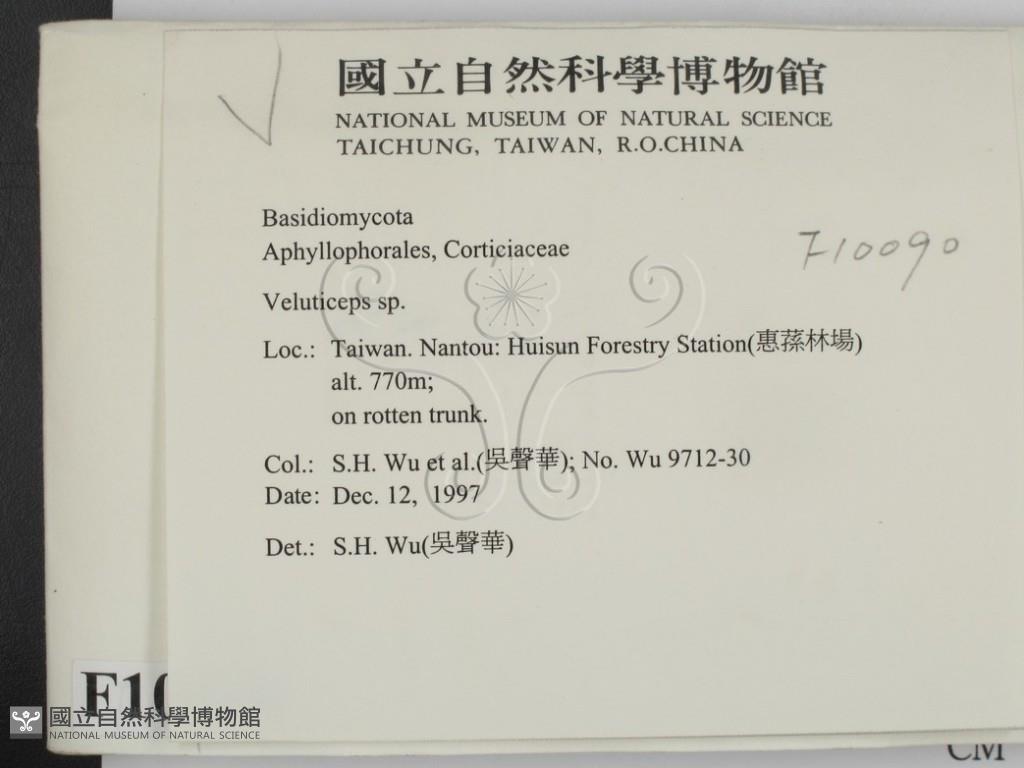 國立自然科學博物館
NATIONAL MUSEUM OF NATURAL SCIENCE
TAICHUNG, TAIWAN, R.O.CHINA
Basidiomycota
Aphyllophorales, Corticiaceae
F10090
Veluticeps sp.
Loc.: Taiwan. Nantou: Huisun Forestry Station(惠蓀林場)
alt. 770m;
on rotten trunk.
Col.: S.H. Wu et al.(吳聲華); No. Wu 9712-30
Date: Dec. 12, 1997
Det.: S.H. Wu(吳聲華)
F10
國立自然科學博物館
NATIONAL MUSEUM OF NATURAL SCIENCE
CM